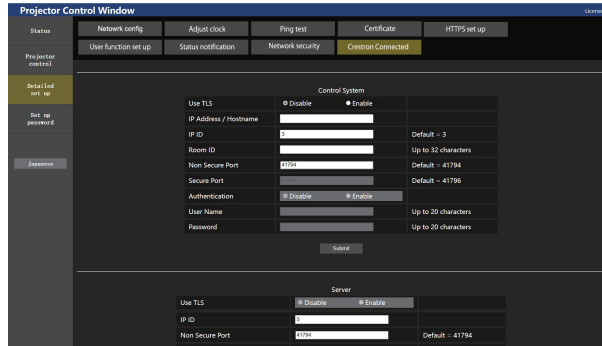 Projector Control Window
License
Status
Netowrk config
Adjust clock
Ping test
Certificate
HTTPS set up
User function set up
Status notification
Network security
Crestron Connected
Projector
control
Detailed
set up
Set up
password
Japanese
Control System
Use TLS
Disable
Enable
IP Address / Hostname
IP ID
3
Default = 3
Room ID
Up to 32 characters
Non Secure Port
41794
Default = 41794
Secure Port
Default = 41796
Authentication
Disable
Enable
User Name
Up to 20 characters
Password
Up to 20 characters
Submit
Server
Use TLS
Disable
Enable
IP ID
5
Non Secure Port
41794
Default = 41794